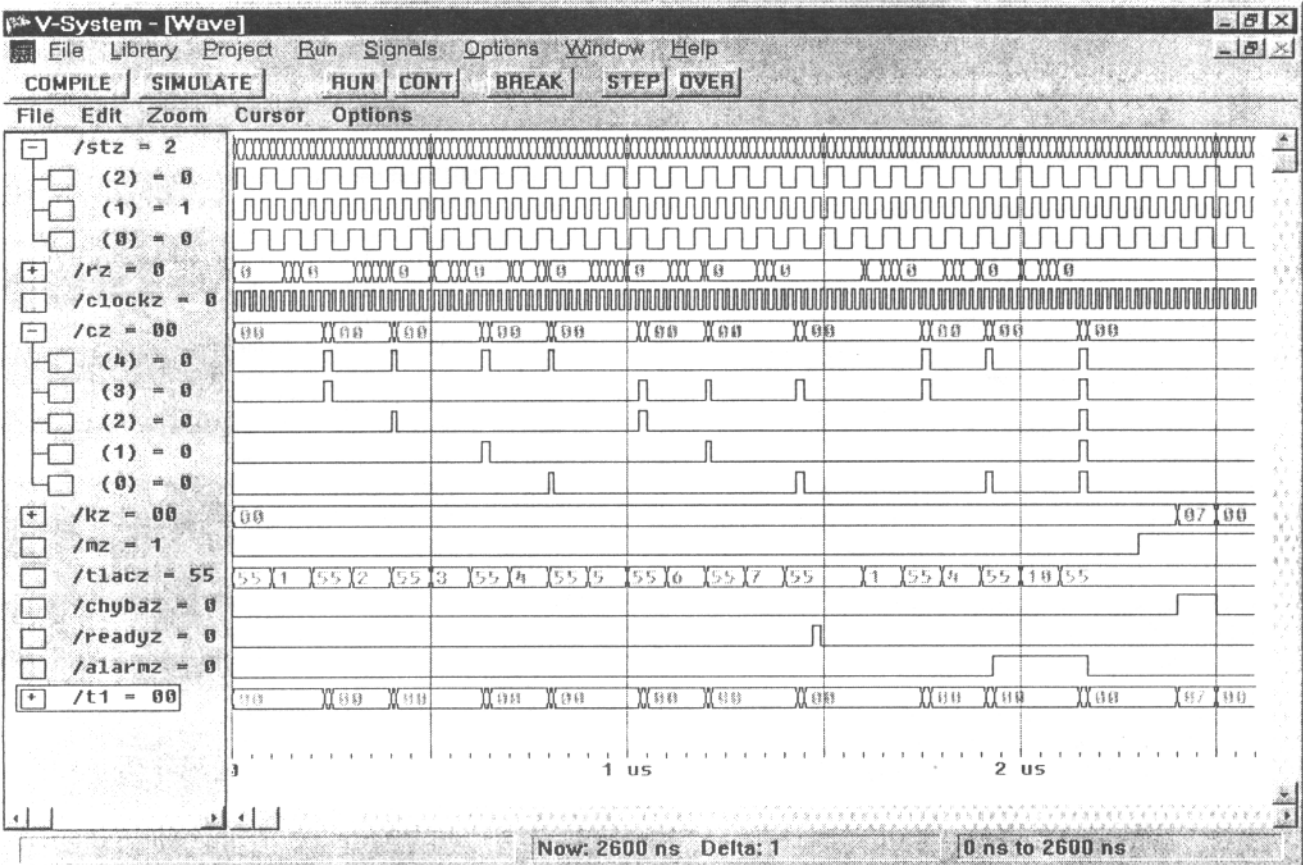 V-System - [Wave]
File Library Project Run Signals Options Window Help
COMPILE SIMULATE RUN CONT BREAK STEP OVER
File Edit Zoom Cursor Options
/stz = 2
(2) = 0
(1) = 1
(0) = 0
/rz = 0 0 0 0 0 0 0 0 0 0 0 0
/clockz = 0
/cz = 00 00 00 00 00 00 00 00 00 00 00 00 00
(4) = 0
(3) = 0
(2) = 0
(1) = 0
(0) = 0
/kz = 00 00 07 00
/mz = 1
/tlacz = 55 55 1 55 2 55 3 55 4 55 5 55 6 55 7 55 1 55 4 55 10 55
/chybaz = 0
/readyz = 0
/alarmz = 0
/t1 = 00 00 00 00 00 00 00 00 00 00 00 00 07 00
1 us 2 us
Now: 2600 ns Delta: 1 0 ns to 2600 ns